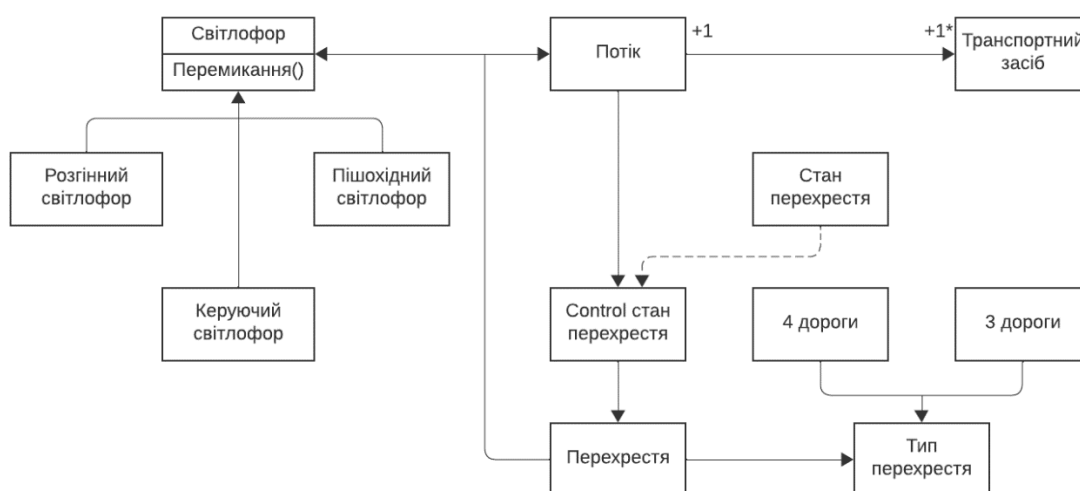 Світлофор
Перемикання()
Потік
+1
+1*
Транспортний
засіб
Розгінний
світлофор
Пішохідний
світлофор
Стан
перехрестя
Керуючий
світлофор
Control стан
перехрестя
4 дороги
3 дороги
Перехрестя
Тип
перехрестя